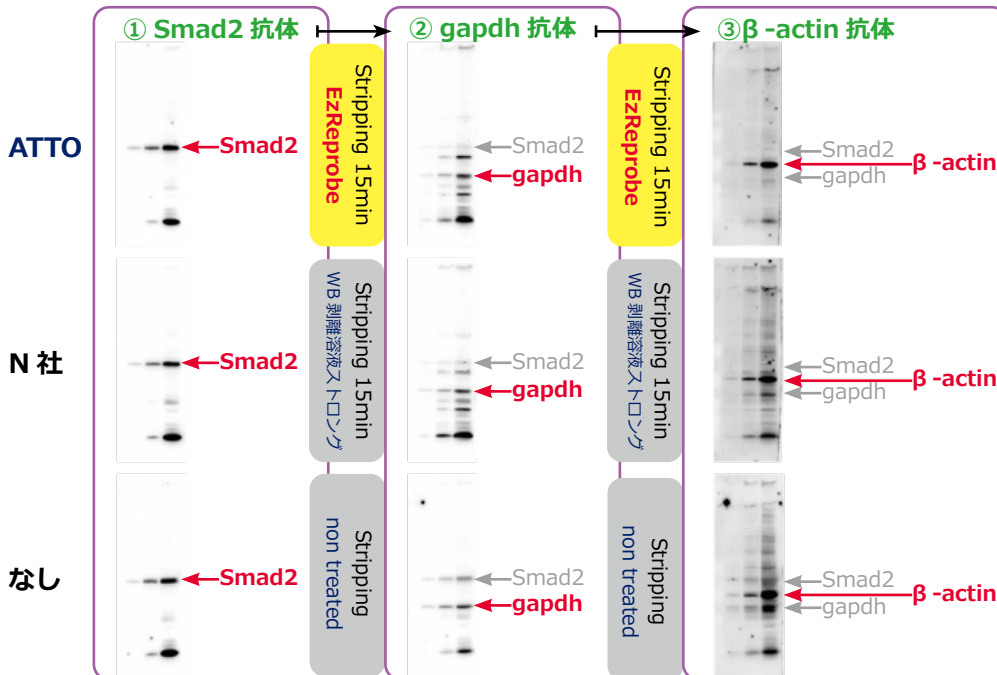 ① Smad2 抗体
② gapdh 抗体
③β -actin 抗体
ATTO
Smad2
Stripping 15min
EzReprobe
Smad2
gapdh
Stripping 15min
EzReprobe
Smad2
β -actin
gapdh
N 社
Smad2
Stripping 15min
WB 剥離溶液ストロング
Smad2
gapdh
Stripping 15min
WB 剥離溶液ストロング
Smad2
β -actin
gapdh
なし
Smad2
Stripping
non treated
Smad2
gapdh
Stripping
non treated
Smad2
β -actin
gapdh